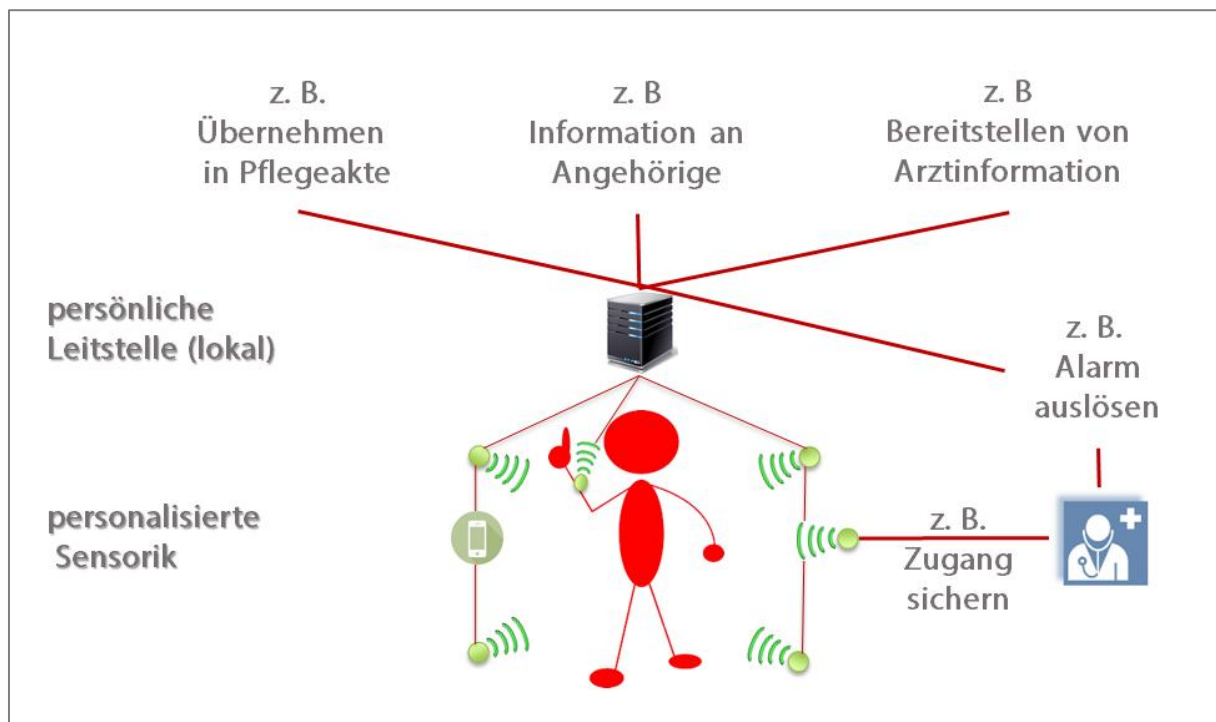 z. B.
Übernehmen
in Pflegeakte
z. B
Information an
Angehörige
z. B
Bereitstellen von
Arztinformation
persönliche
Leitstelle (lokal)
z. B.
Alarm
auslösen
personalisierte
Sensorik
z. B.
Zugang
sichern